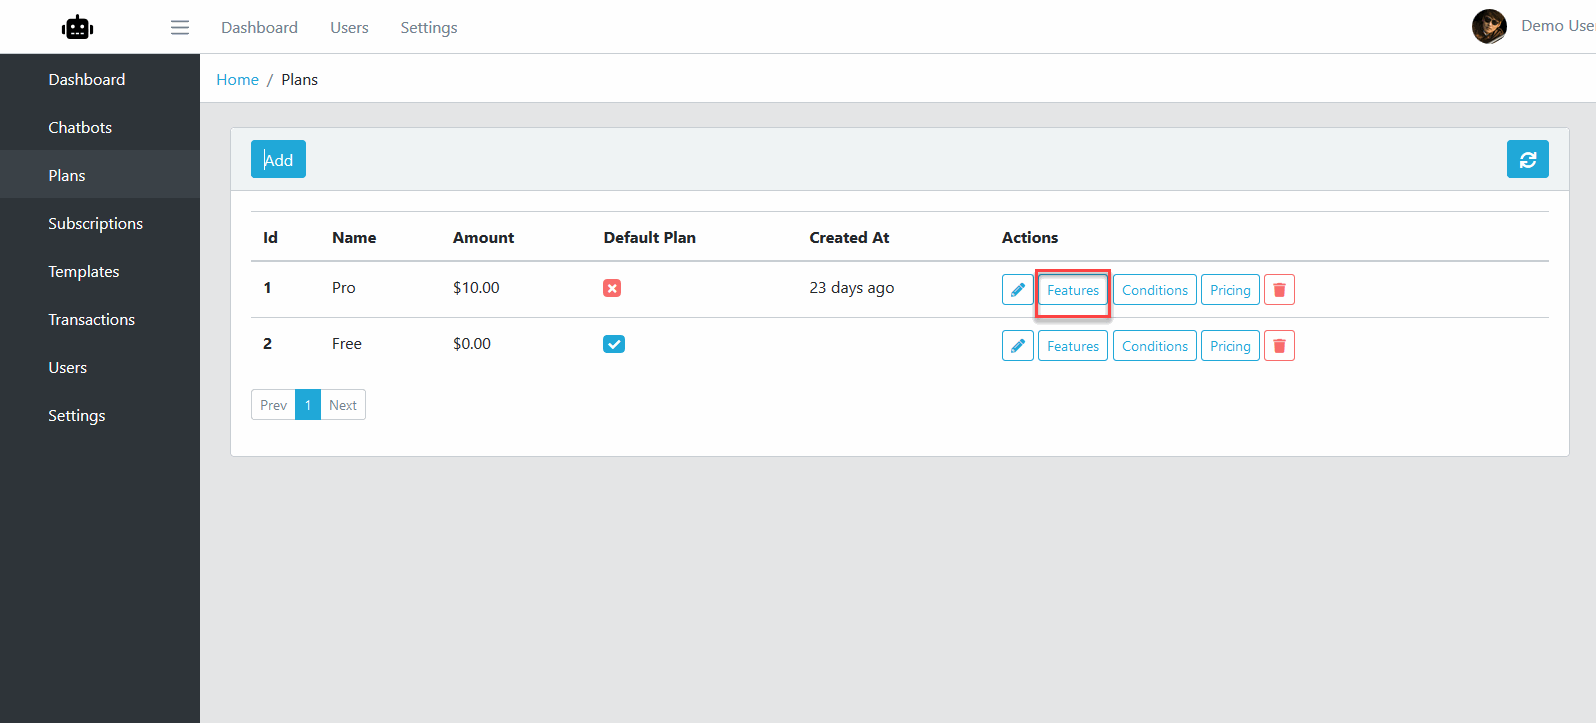 Dashboard Users Settings Demo User
Dashboard
Chatbots
Plans
Subscriptions
Templates
Transactions
Users
Settings
Home / Plans
Add
Id Name Amount Default Plan Created At Actions
1 Pro $10.00 23 days ago Features Conditions Pricing
2 Free $0.00 Features Conditions Pricing
Prev 1 Next